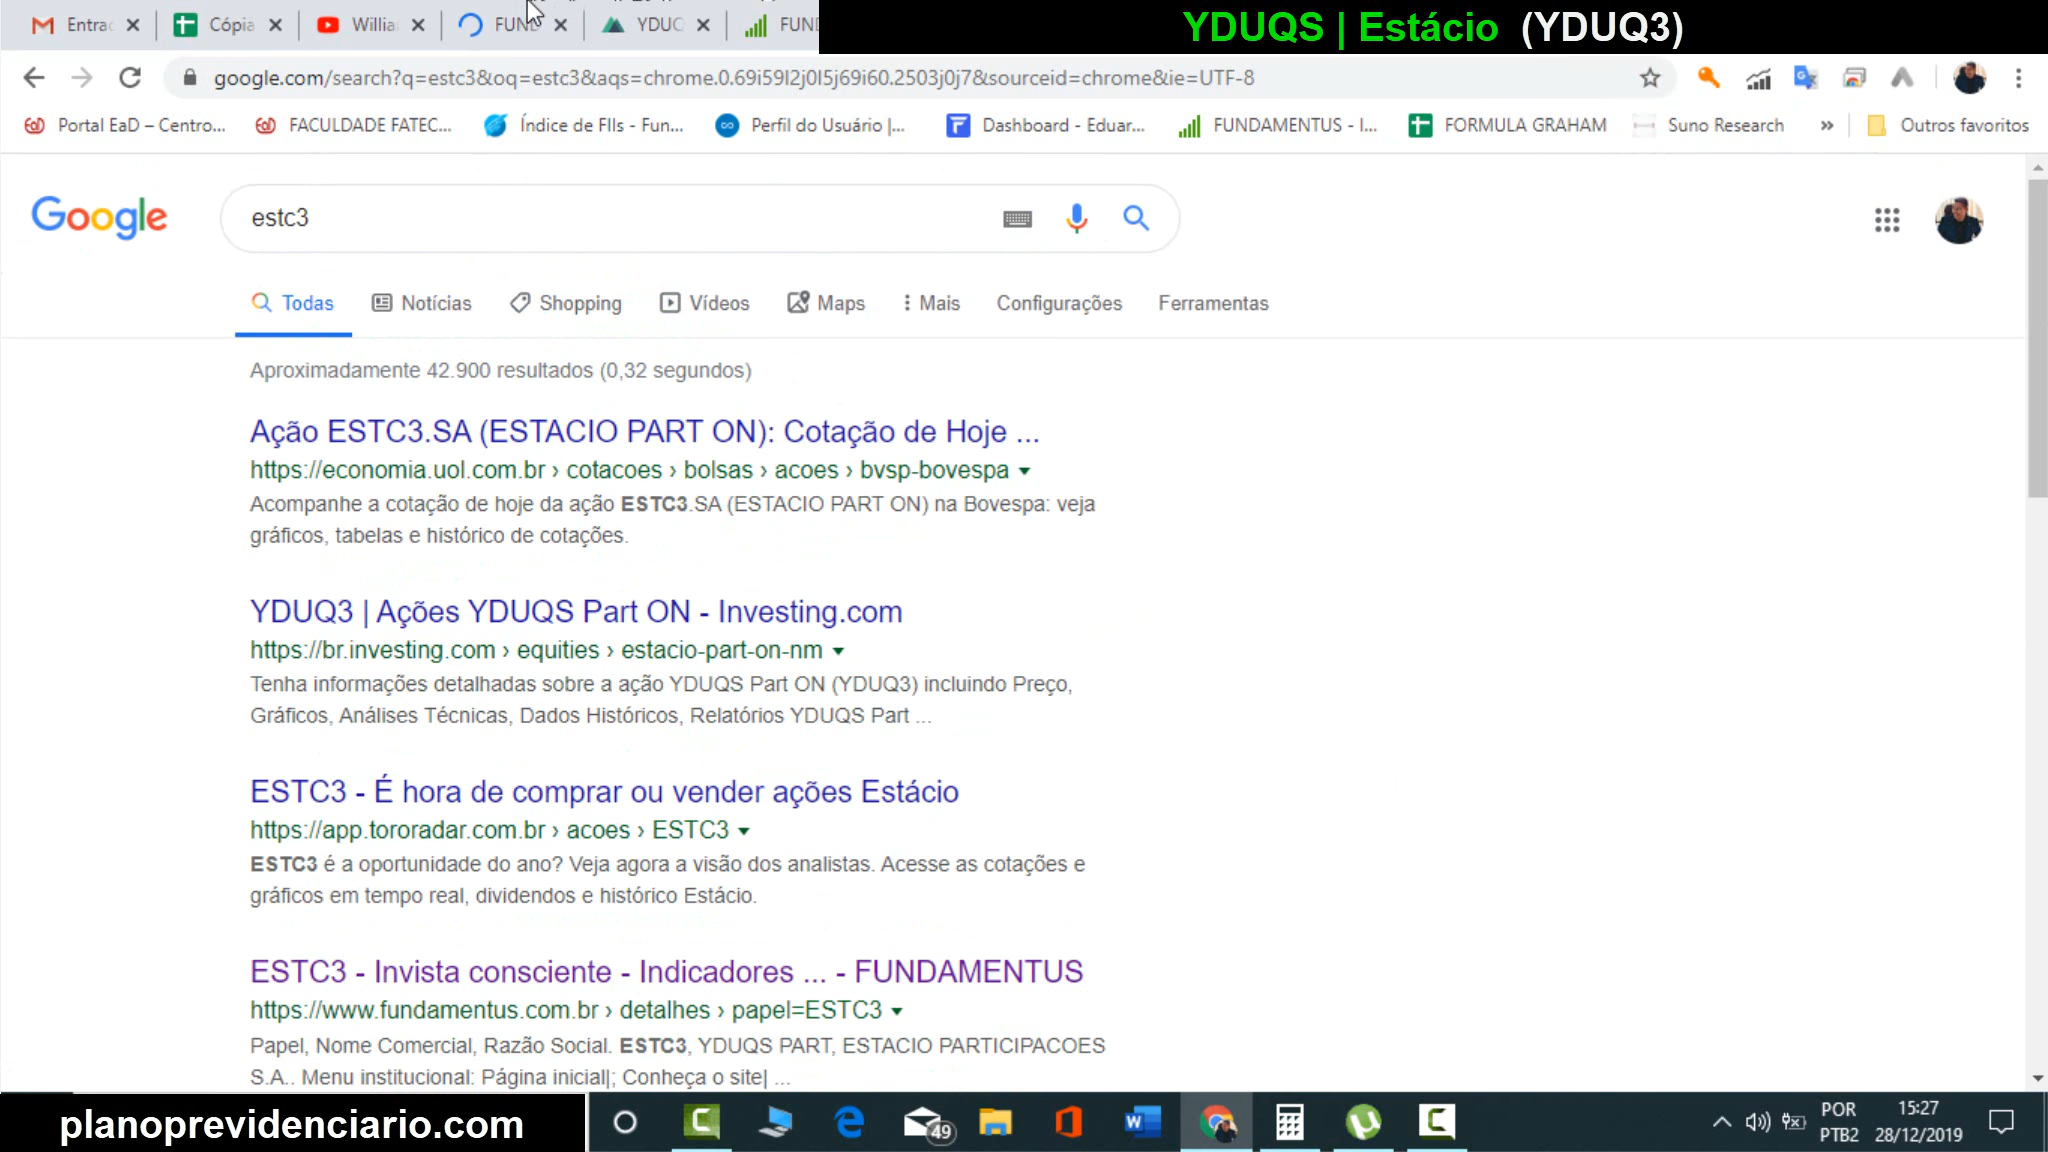 Entrac
Cópia
Willia
FUND
YDUQ
FUN
YDUQS | Estácio (YDUQ3)
google.com/search?q=estc3&oq=estc3&aqs=chrome.0.69i59l2j0l5j69i60.2503j0j7&sourceid=chrome&ie=UTF-8
Portal EaD – Centro...
FACULDADE FATEC...
Índice de FIIs - Fun...
Perfil do Usuário |...
Dashboard - Eduar...
FUNDAMENTUS - I...
FORMULA GRAHAM
Suno Research
»
Outros favoritos
Google
estc3
Todas
Notícias
Shopping
Vídeos
Maps
Mais
Configurações
Ferramentas
Aproximadamente 42.900 resultados (0,32 segundos)
Ação ESTC3.SA (ESTACIO PART ON): Cotação de Hoje ...
https://economia.uol.com.br › cotacoes › bolsas › acoes › bvsp-bovespa
Acompanhe a cotação de hoje da ação ESTC3.SA (ESTACIO PART ON) na Bovespa: veja
gráficos, tabelas e histórico de cotações.
YDUQ3 | Ações YDUQS Part ON - Investing.com
https://br.investing.com › equities › estacio-part-on-nm
Tenha informações detalhadas sobre a ação YDUQS Part ON (YDUQ3) incluindo Preço,
Gráficos, Análises Técnicas, Dados Históricos, Relatórios YDUQS Part ...
ESTC3 - É hora de comprar ou vender ações Estácio
https://app.tororadar.com.br › acoes › ESTC3
ESTC3 é a oportunidade do ano? Veja agora a visão dos analistas. Acesse as cotações e
gráficos em tempo real, dividendos e histórico Estácio.
ESTC3 - Invista consciente - Indicadores ... - FUNDAMENTUS
https://www.fundamentus.com.br › detalhes › papel=ESTC3
Papel, Nome Comercial, Razão Social. ESTC3, YDUQS PART, ESTACIO PARTICIPACOES
S.A.. Menu institucional: Página inicial|; Conheça o site| ...
planoprevidenciario.com
49
POR
PTB2
15:27
28/12/2019